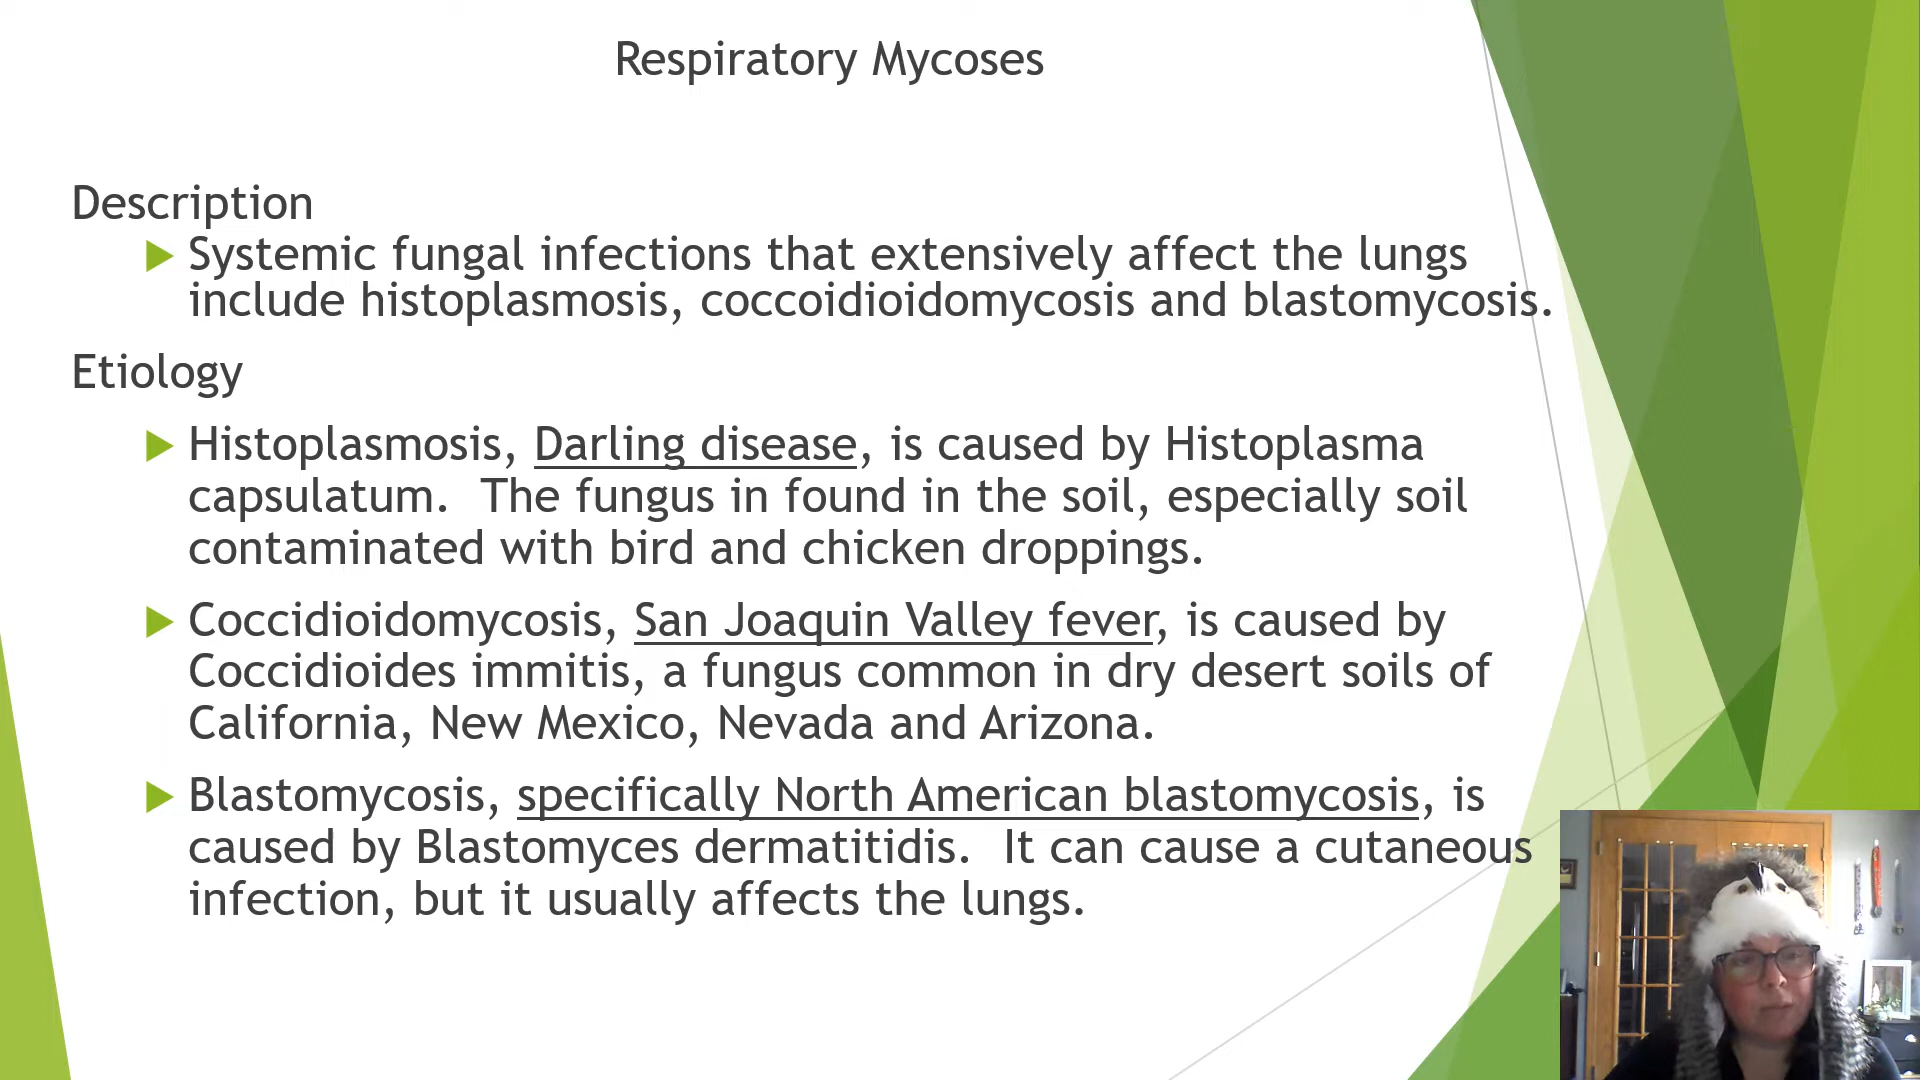 Respiratory Mycoses
Description
Systemic fungal infections that extensively affect the lungs
include histoplasmosis, coccoidioidomycosis and blastomycosis.
Etiology
Histoplasmosis, Darling disease, is caused by Histoplasma
capsulatum. The fungus in found in the soil, especially soil
contaminated with bird and chicken droppings.
Coccidioidomycosis, San Joaquin Valley fever, is caused by
Coccidioides immitis, a fungus common in dry desert soils of
California, New Mexico, Nevada and Arizona.
Blastomycosis, specifically North American blastomycosis, is
caused by Blastomyces dermatitidis. It can cause a cutaneous
infection, but it usually affects the lungs.